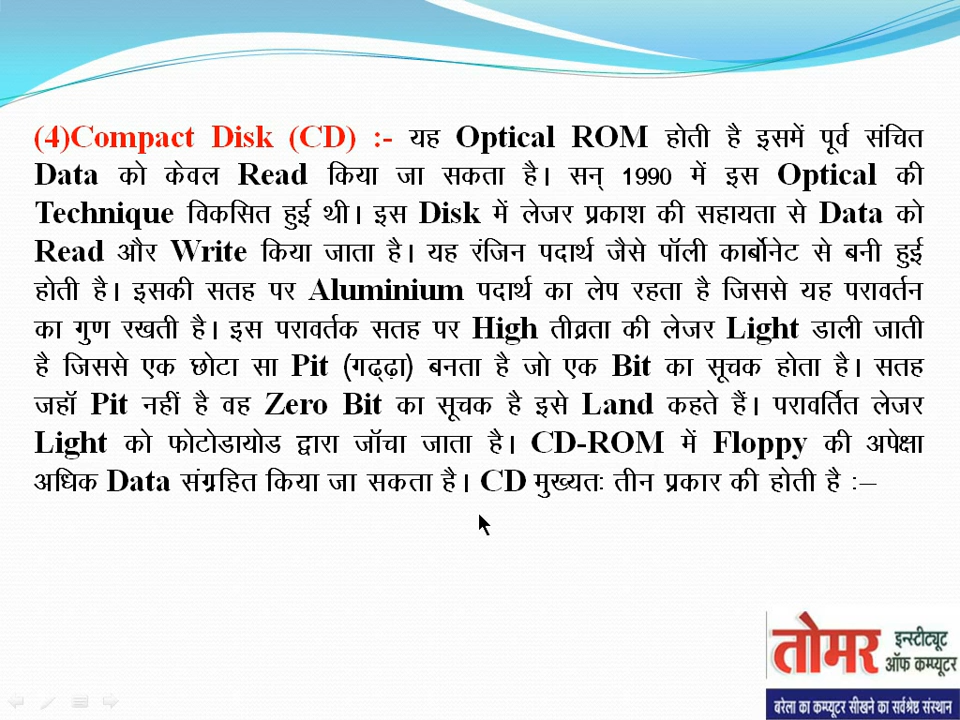 (4)Compact Disk (CD) :- यह Optical ROM होती है इसमें पूर्व संचित
Data को केवल Read किया जा सकता है। सन् 1990 में इस Optical की
Technique विकसित हुई थी। इस Disk में लेजर प्रकाश की सहायता से Data को
Read और Write किया जाता है। यह रंजिन पदार्थ जैसे पॉली कार्बोनेट से बनी हुई
होती है। इसकी सतह पर Aluminium पदार्थ का लेप रहता है जिससे यह परावर्तन
का गुण रखती है। इस परावर्तक सतह पर High तीव्रता की लेजर Light डाली जाती
है जिससे एक छोटा सा Pit (गढ्ढ़ा) बनता है जो एक Bit का सूचक होता है। सतह
जहॉ Pit नहीं है वह Zero Bit का सूचक है इसे Land कहते हैं। परावर्तित लेजर
Light को फोटोडायोड द्वारा जॉचा जाता है। CD-ROM में Floppy की अपेक्षा
अधिक Data संग्रहित किया जा सकता है। CD मुख्यतः तीन प्रकार की होती है :–
तोमर इन्स्टीट्यूट
ऑफ कम्प्यूटर
बरेला का कम्प्यूटर सीखने का सर्वश्रेष्ठ संस्थान